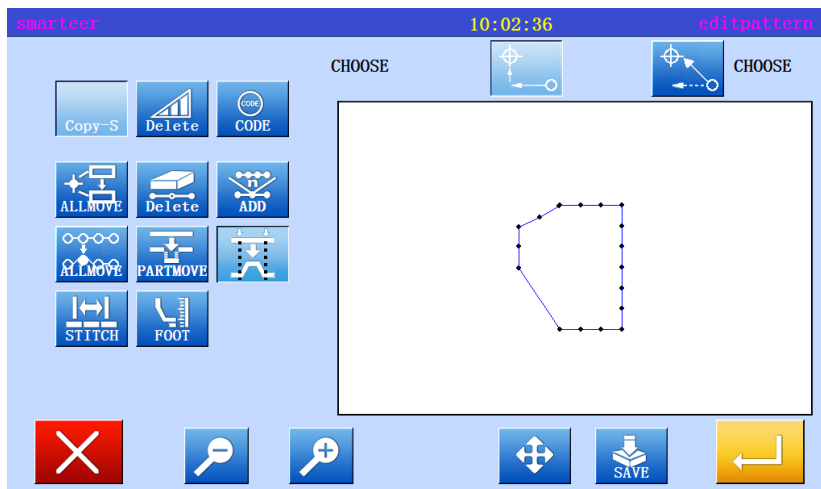 smarteer 10:02:36 editpattern
CHOOSE CHOOSE
Copy-S Delete CODE CODE
ALLMOVE Delete n ADD
ALLMOVE PARTMOVE
STITCH FOOT
SAVE